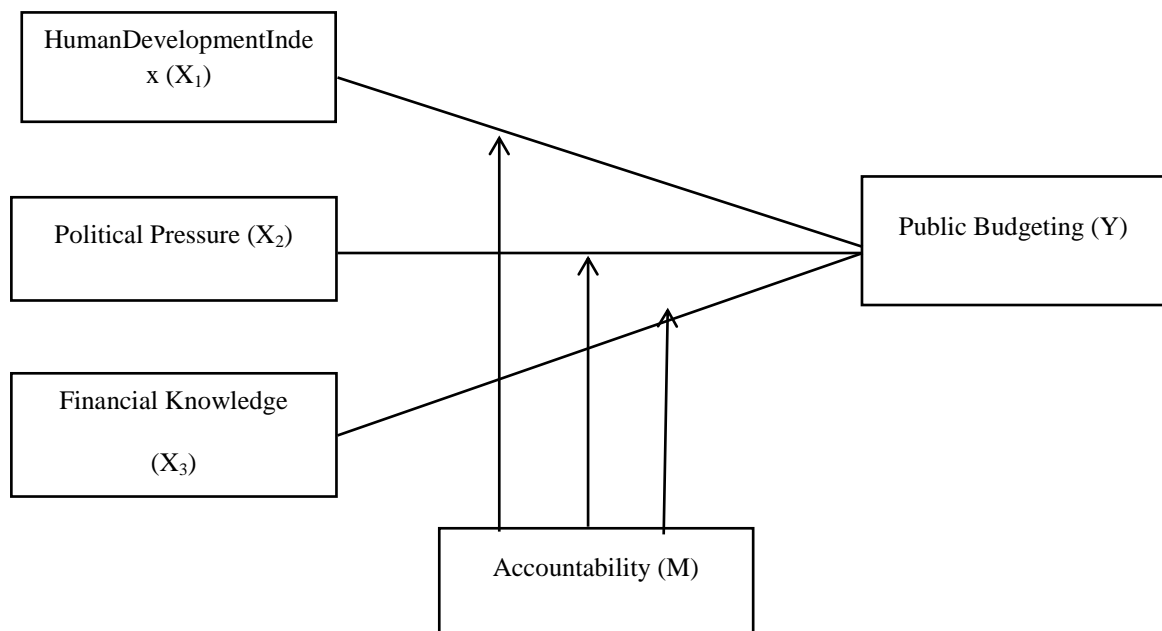 HumanDevelopmentInde
x (X₁)
Political Pressure (X₂)
Public Budgeting (Y)
Financial Knowledge
(X₃)
Accountability (M)